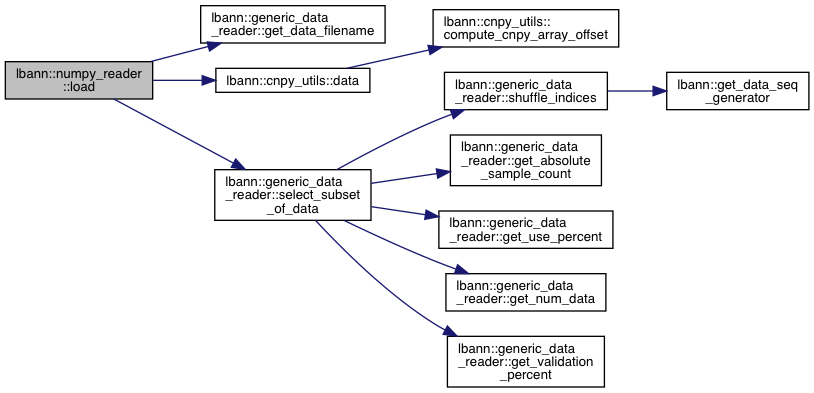 lbann::numpy_reader
::load
lbann::generic_data
_reader::get_data_filename
lbann::cnpy_utils::data
lbann::generic_data
_reader::select_subset
_of_data
lbann::cnpy_utils::
compute_cnpy_array_offset
lbann::generic_data
_reader::shuffle_indices
lbann::generic_data
_reader::get_absolute
_sample_count
lbann::generic_data
_reader::get_use_percent
lbann::generic_data
_reader::get_num_data
lbann::generic_data
_reader::get_validation
_percent
lbann::get_data_seq
_generator